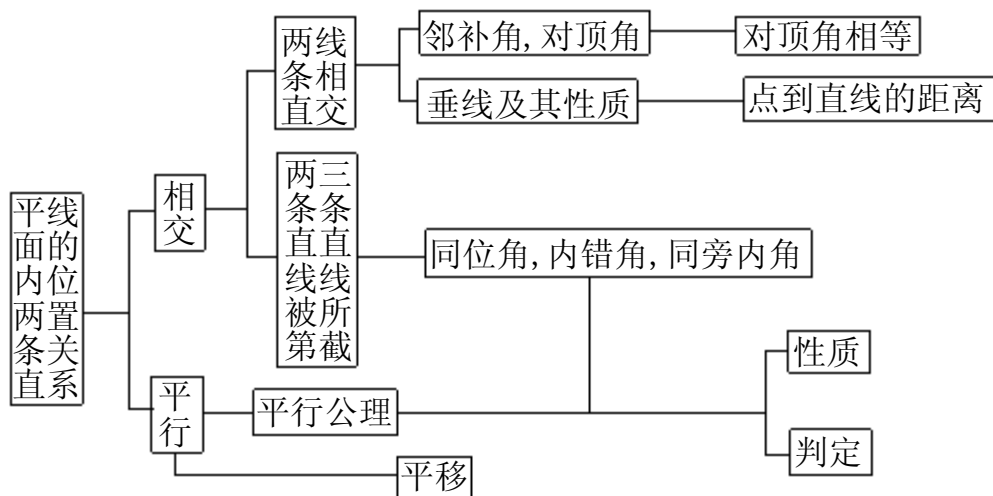 平面内两条直线的位置关系
相交
两条直线相交
邻补角,对顶角
对顶角相等
垂线及其性质
点到直线的距离
两条直线被第三条直线所截
同位角,内错角,同旁内角
平行
平行公理
性质
判定
平移